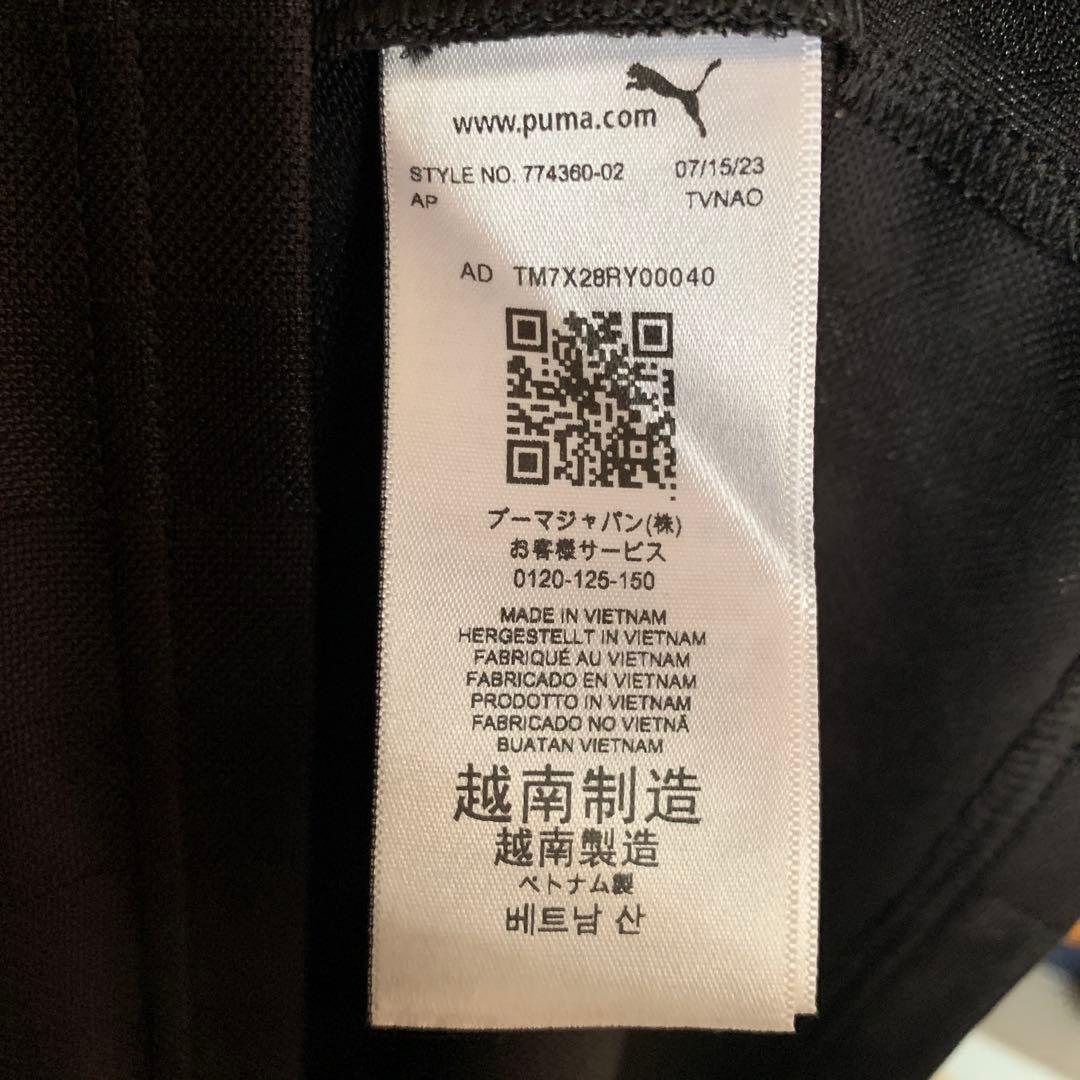 www.puma.com
STYLE NO. 774360-02 07/15/23
AP TVNAO
AD TM7X28RY00040
プーマジャパン(株)
お客様サービス
0120-125-150
MADE IN VIETNAM
HERGESTELLT IN VIETNAM
FABRIQUÉ AU VIETNAM
FABRICADO EN VIETNAM
PRODOTTO IN VIETNAM
FABRICADO NO VIETNÃ
BUATAN VIETNAM
越南制造
越南製造
ベトナム製
베트남 산